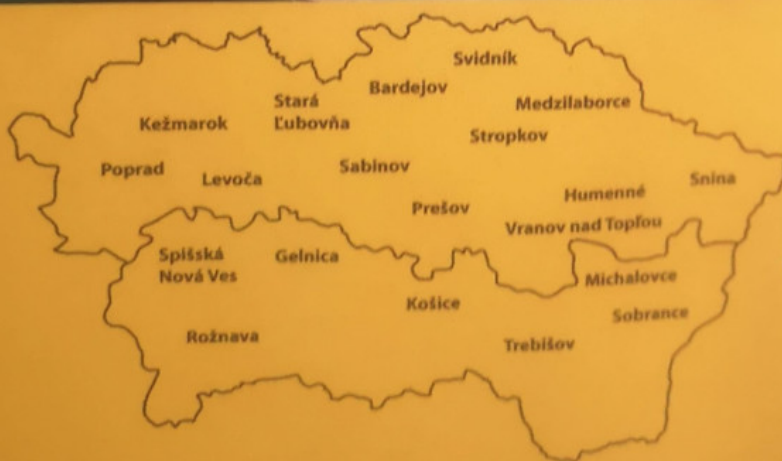 Svidník
Bardejov
Stará
Ľubovňa
Medzilaborce
Kežmarok
Stropkov
Poprad
Levoča
Sabinov
Snina
Humenné
Prešov
Vranov nad Topľou
Spišská
Nová Ves
Gelnica
Michalovce
Košice
Sobrance
Rožnava
Trebišov